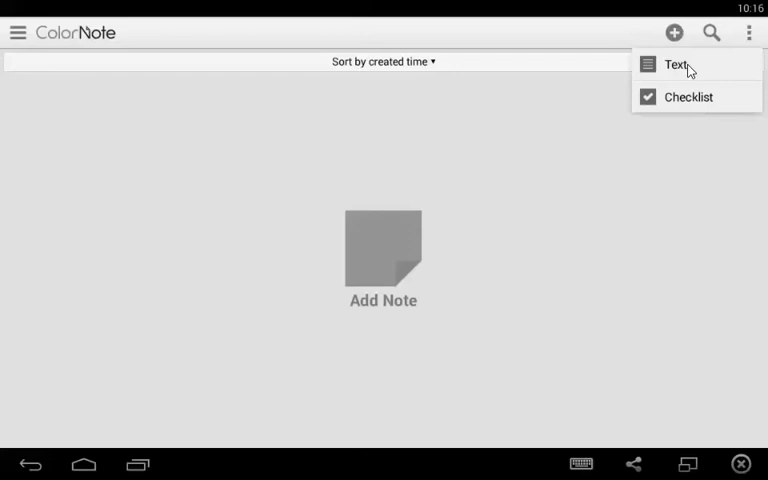 10:16
ColorNote
Sort by created time ▾
Text
Checklist
Add Note